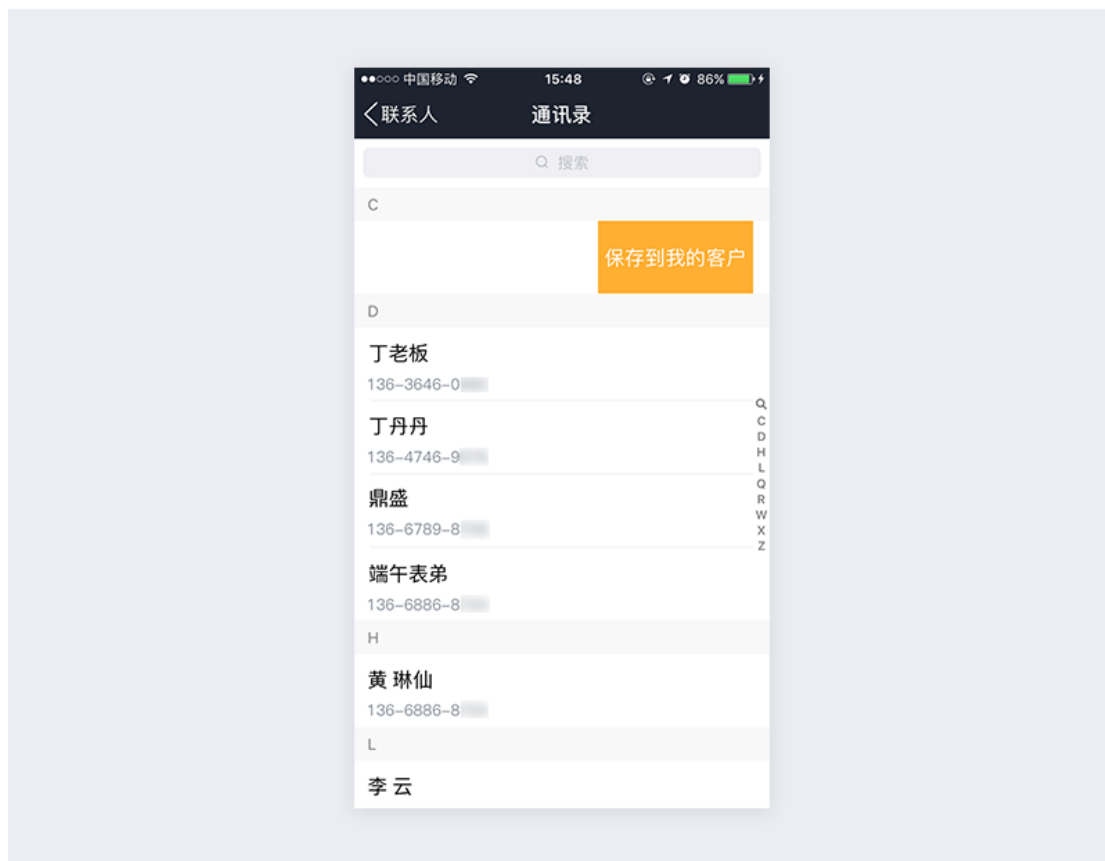 中国移动 15:48 86%
联系人 通讯录
搜索
C
保存到我的客户
D
丁老板
136-3646-0
丁丹丹
136-4746-9
鼎盛
136-6789-8
端午表弟
136-6886-8
H
黄 琳仙
136-6886-8
L
李 云
C
D
H
L
Q
R
W
X
Z